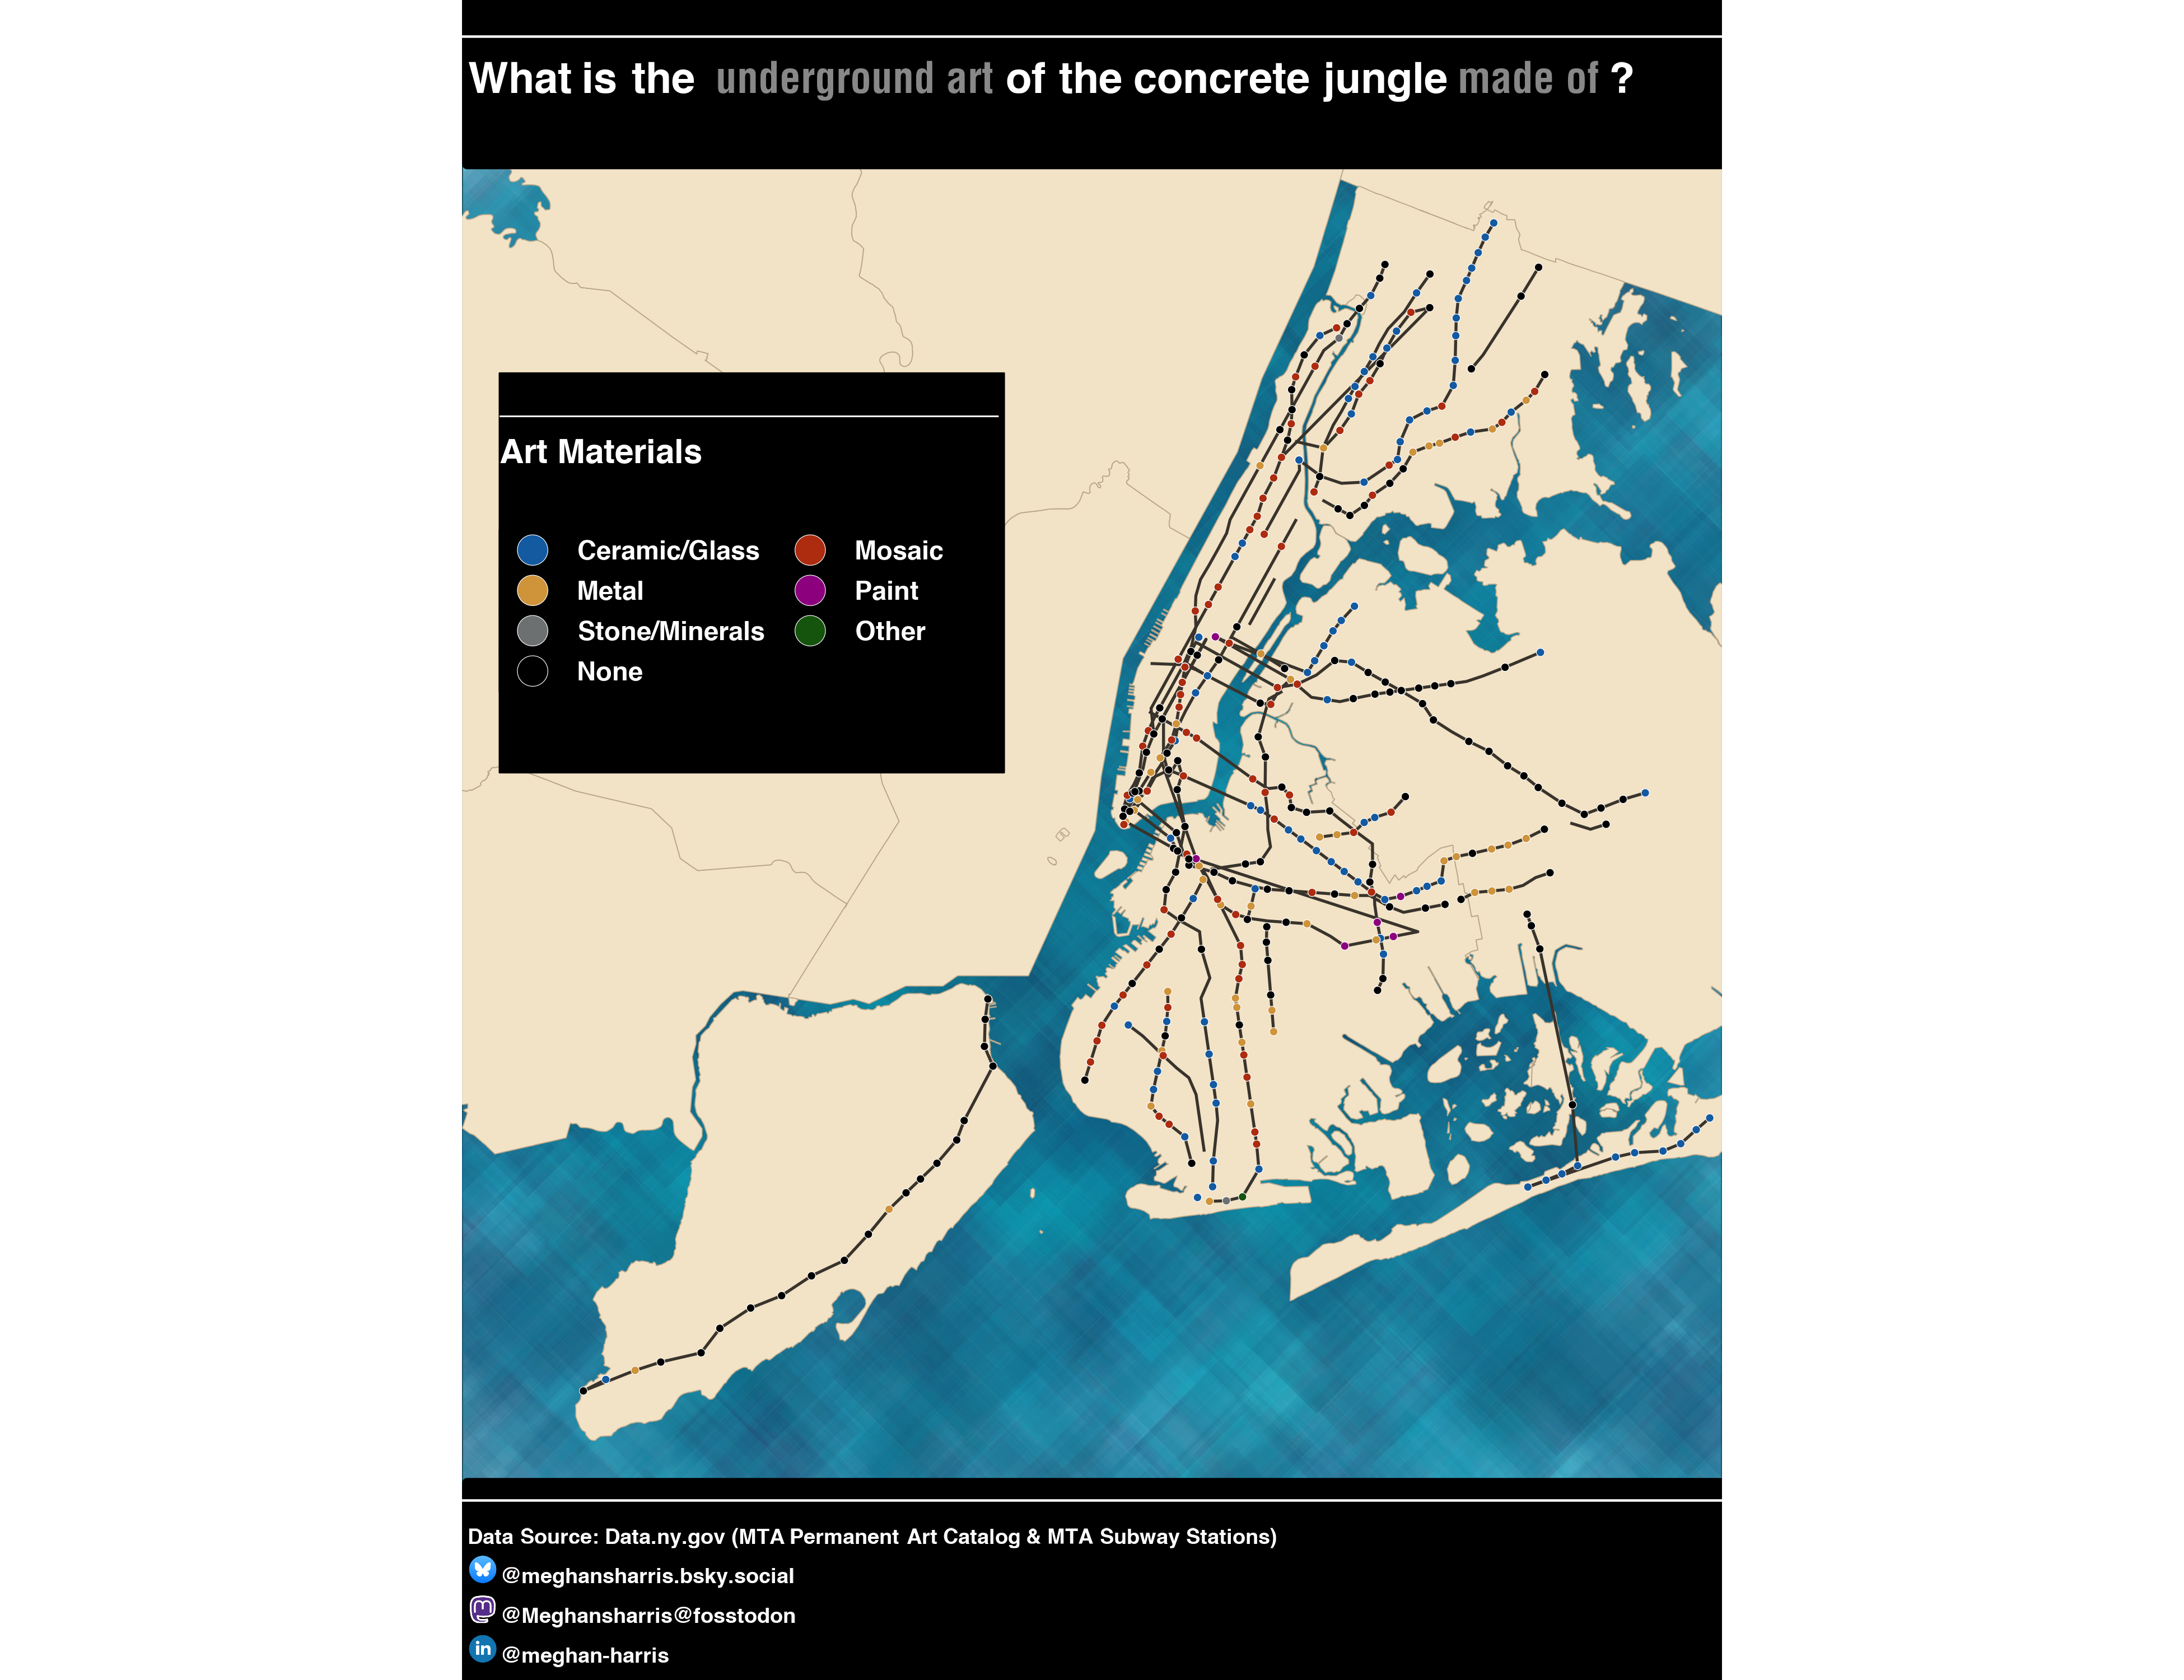 What is the underground art of the concrete jungle made of ?
Art Materials
Ceramic/Glass Mosaic
Metal Paint
Stone/Minerals Other
None
Data Source: Data.ny.gov (MTA Permanent Art Catalog & MTA Subway Stations)
@meghansharris.bsky.social
@Meghansharris@fosstodon
in @meghan-harris